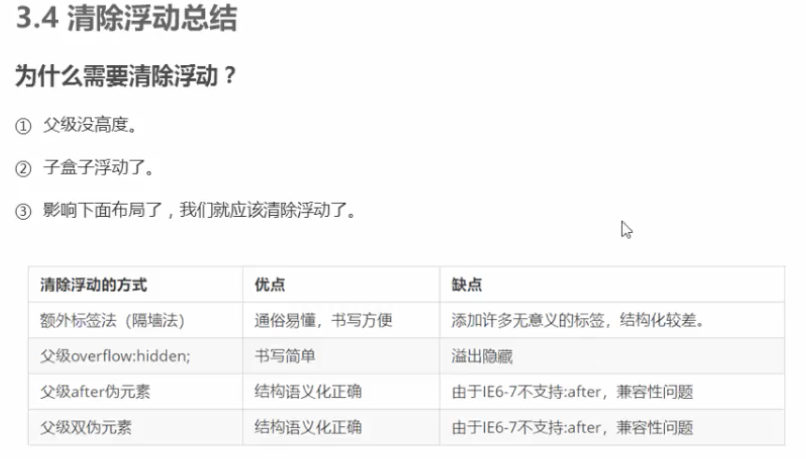 3.4 清除浮动总结
为什么需要清除浮动？
① 父级没高度。
② 子盒子浮动了。
③ 影响下面布局了，我们就应该清除浮动了。
清除浮动的方式 优点 缺点
额外标签法（隔墙法） 通俗易懂，书写方便 添加许多无意义的标签，结构化较差。
父级overflow:hidden; 书写简单 溢出隐藏
父级after伪元素 结构语义化正确 由于IE6-7不支持:after，兼容性问题
父级双伪元素 结构语义化正确 由于IE6-7不支持:after，兼容性问题